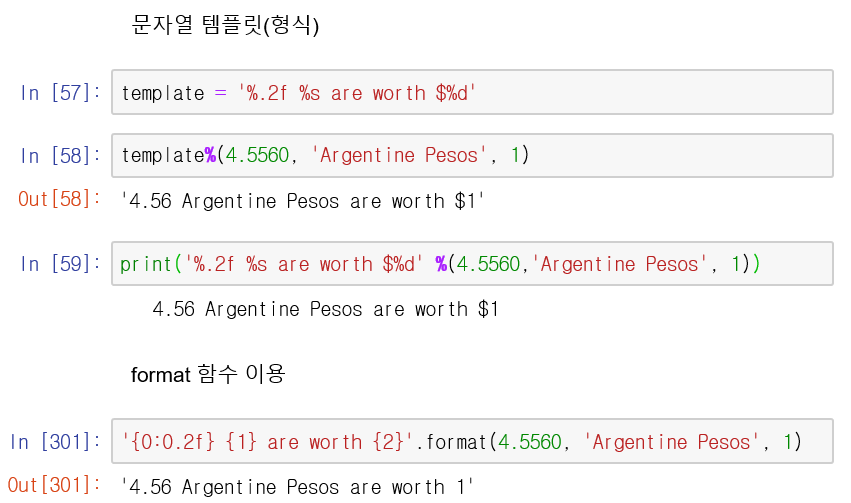 문자열 템플릿(형식)
In [57]: template = '%.2f %s are worth $%d'
In [58]: template%(4.5560, 'Argentine Pesos', 1)
Out[58]: '4.56 Argentine Pesos are worth $1'
In [59]: print('%.2f %s are worth $%d' %(4.5560,'Argentine Pesos', 1))
4.56 Argentine Pesos are worth $1
format 함수 이용
In [301]: '{0:0.2f} {1} are worth {2}'.format(4.5560, 'Argentine Pesos', 1)
Out[301]: '4.56 Argentine Pesos are worth 1'